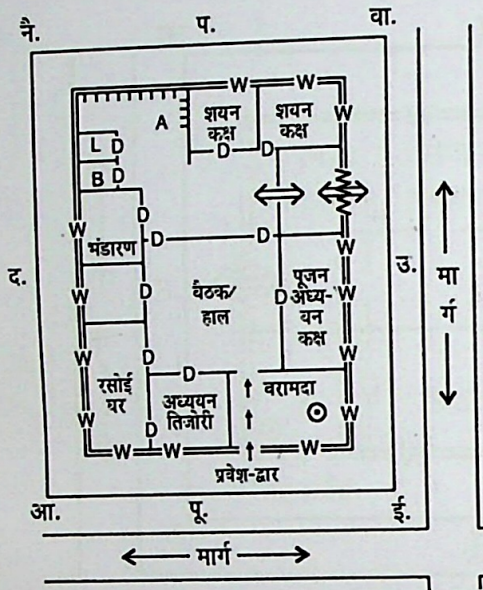 नै.
प.
वा.
W
W
A
शयन
कक्ष
शयन
कक्ष
W
L D
D
D
B D
D
W
भंडारण
D
D
W
द.
उ.
मार्ग
W
D
बैठक/
हाल
D
पूजन
अध्य-
यन
कक्ष
W
W
रसोई
घर
D
D
अध्ययन
तिजोरी
वरामदा
W
D
W
W
W
W
प्रवेश-द्वार
आ.
पू.
ई.
मार्ग